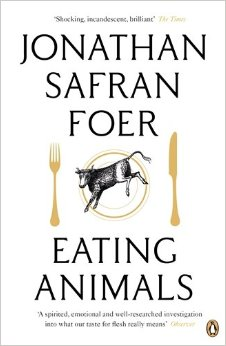 'Shocking, incandescent, brilliant' The Times
JONATHAN
SAFRAN
FOER
EATING
ANIMALS
'A spirited, emotional and well-researched investigation
into what our taste for flesh really means' Observer